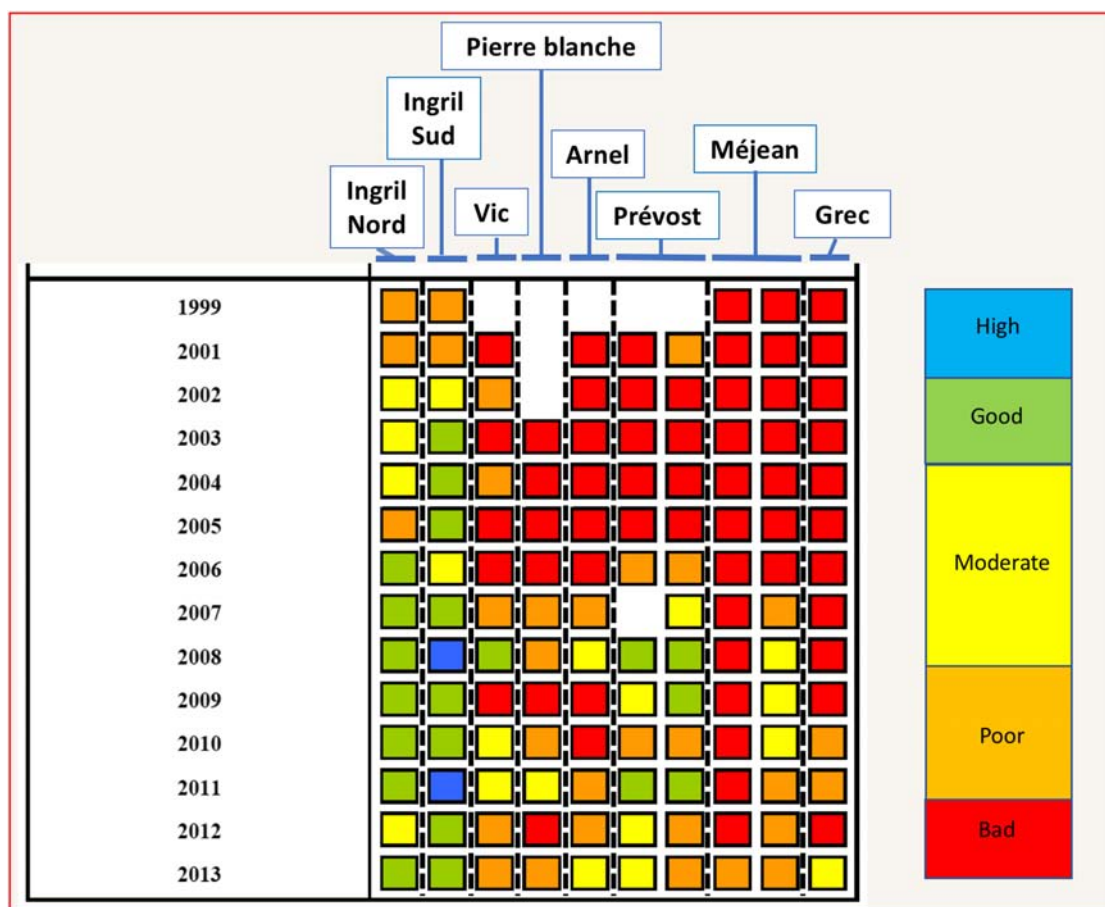 Pierre blanche
Ingril
Sud
Arnel
Méjean
Ingril
Nord
Vic
Prévost
Grec
1999
2001
2002
2003
2004
2005
2006
2007
2008
2009
2010
2011
2012
2013
High
Good
Moderate
Poor
Bad